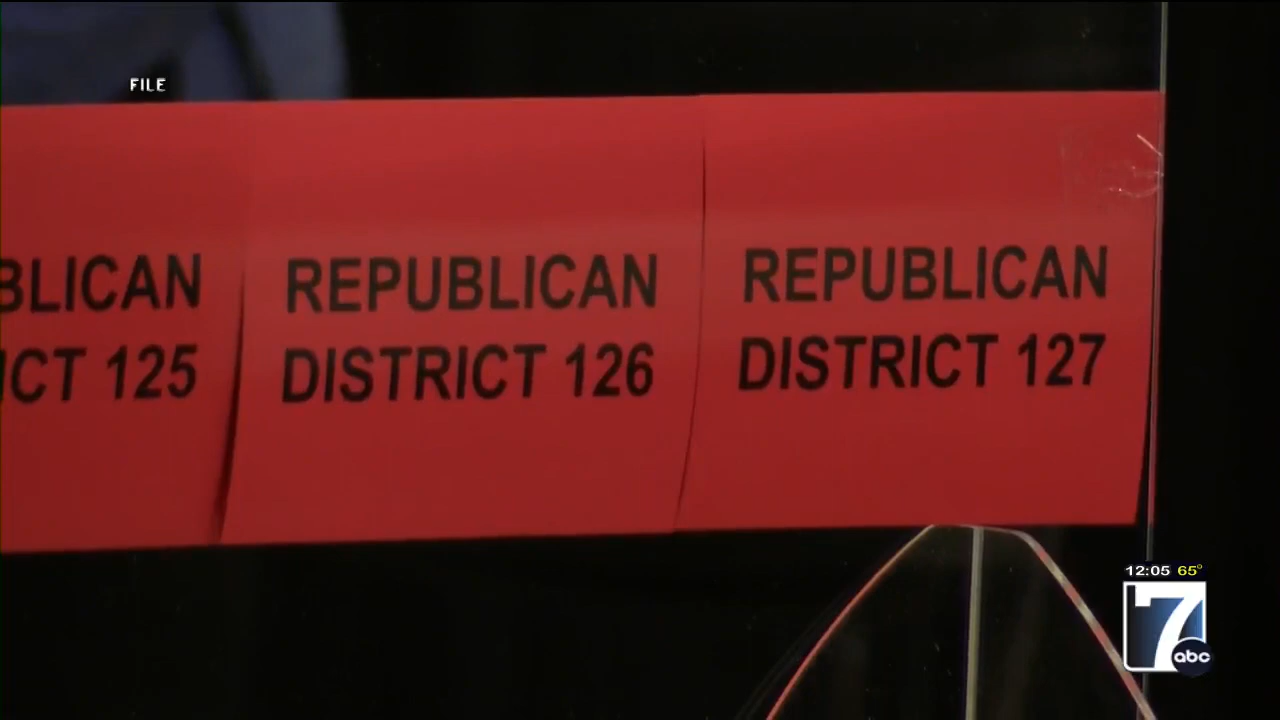 FILE
BLICAN
ICT 125
REPUBLICAN
DISTRICT 126
REPUBLICAN
DISTRICT 127
12:05 65°
7
abc